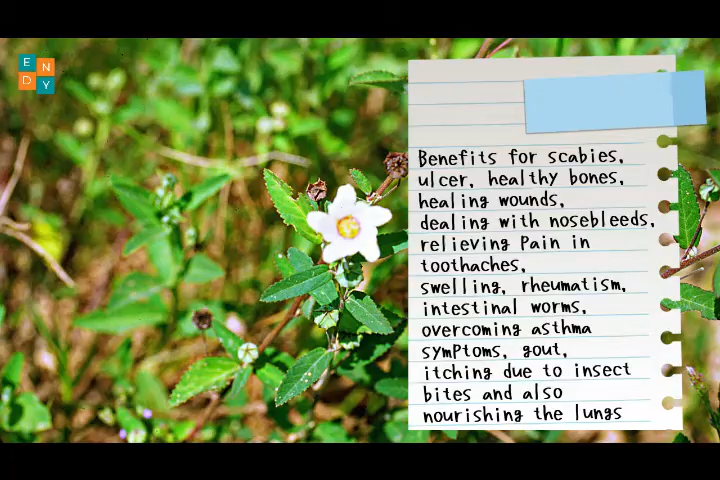 E N
D Y
Benefits for scabies,
ulcer, healthy bones,
healing wounds,
dealing with nosebleeds,
relieving Pain in
toothaches,
swelling, rheumatism,
intestinal worms,
overcoming asthma
symptoms, gout,
itching due to insect
bites and also
nourishing the lungs